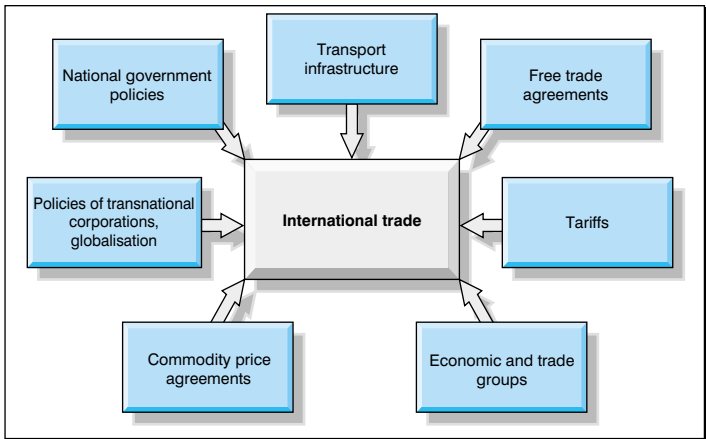 Transport
infrastructure
National government
policies
Free trade
agreements
Policies of transnational
corporations,
globalisation
International trade
Tariffs
Commodity price
agreements
Economic and trade
groups